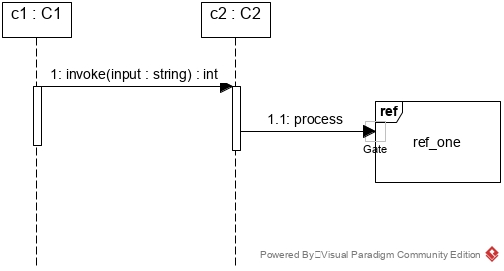 c1 : C1
c2 : C2
1: invoke(input : string) : int
1.1: process
ref
Gate
ref_one
Powered By Visual Paradigm Community Edition